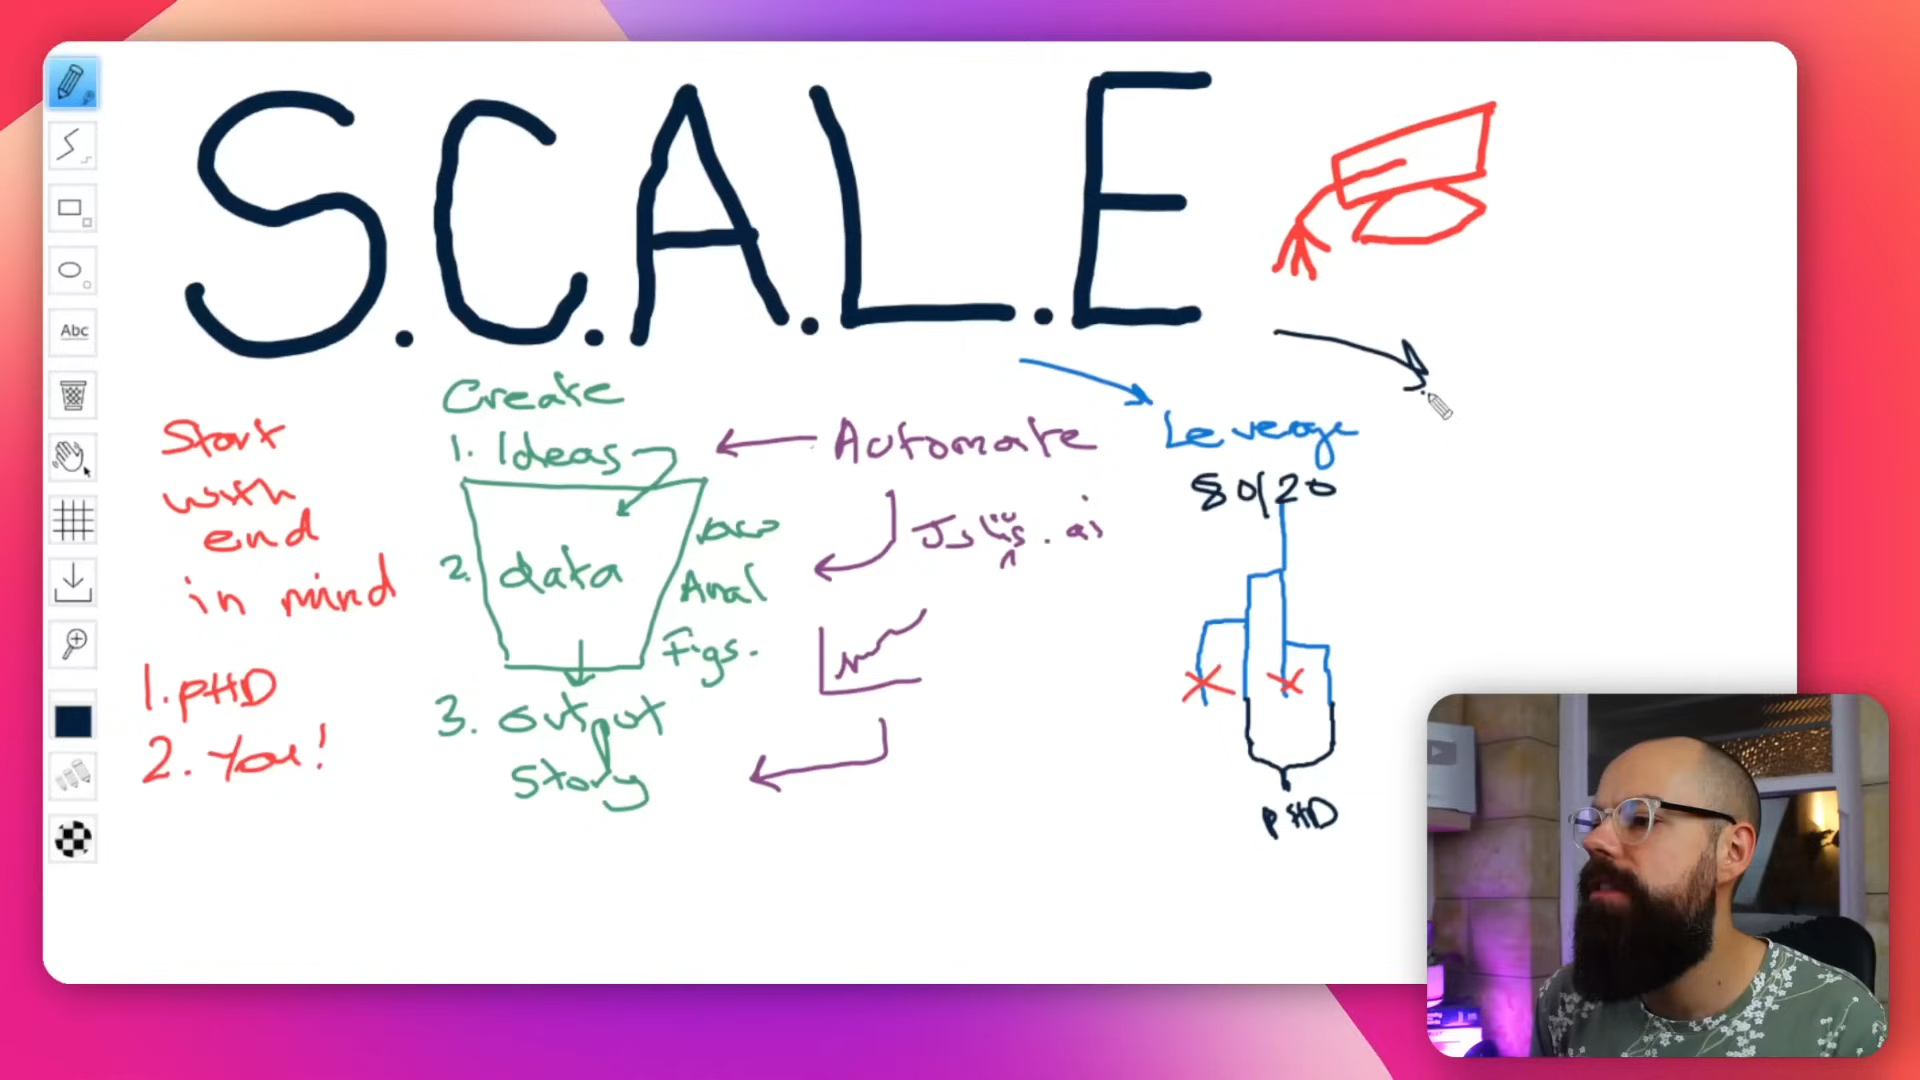 S.C.A.L.E
Abc
Start
with
end
in mind
1. PHD
2. You!
Create
1. Ideas
2. data
Anal
Figs.
3. output
story
Automate
Leverage
80/20
PHD